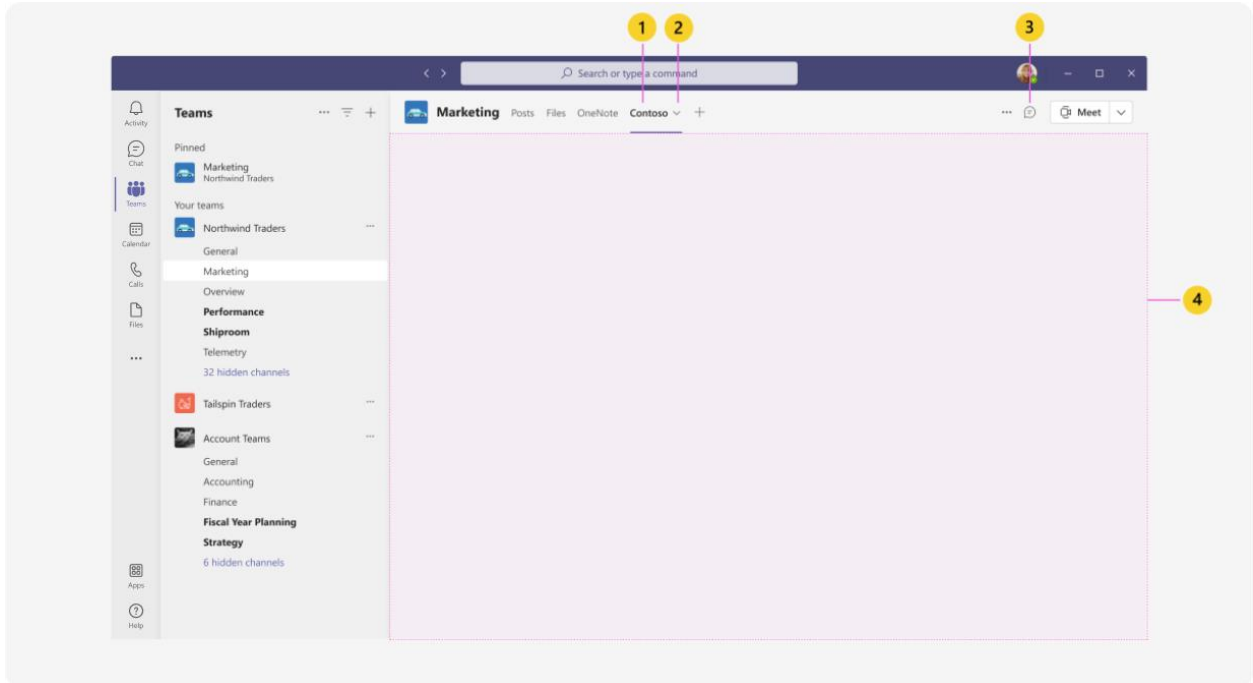 1
2
3
Search or type a command
Activity
Chat
Teams
Calendar
Calls
Files
Apps
Help
Teams
Pinned
Marketing
Northwind Traders
Your teams
Northwind Traders
General
Marketing
Overview
Performance
Shiproom
Telemetry
32 hidden channels
Tailspin Traders
Account Teams
General
Accounting
Finance
Fiscal Year Planning
Strategy
6 hidden channels
Marketing Posts Files OneNote Contoso
Meet
4